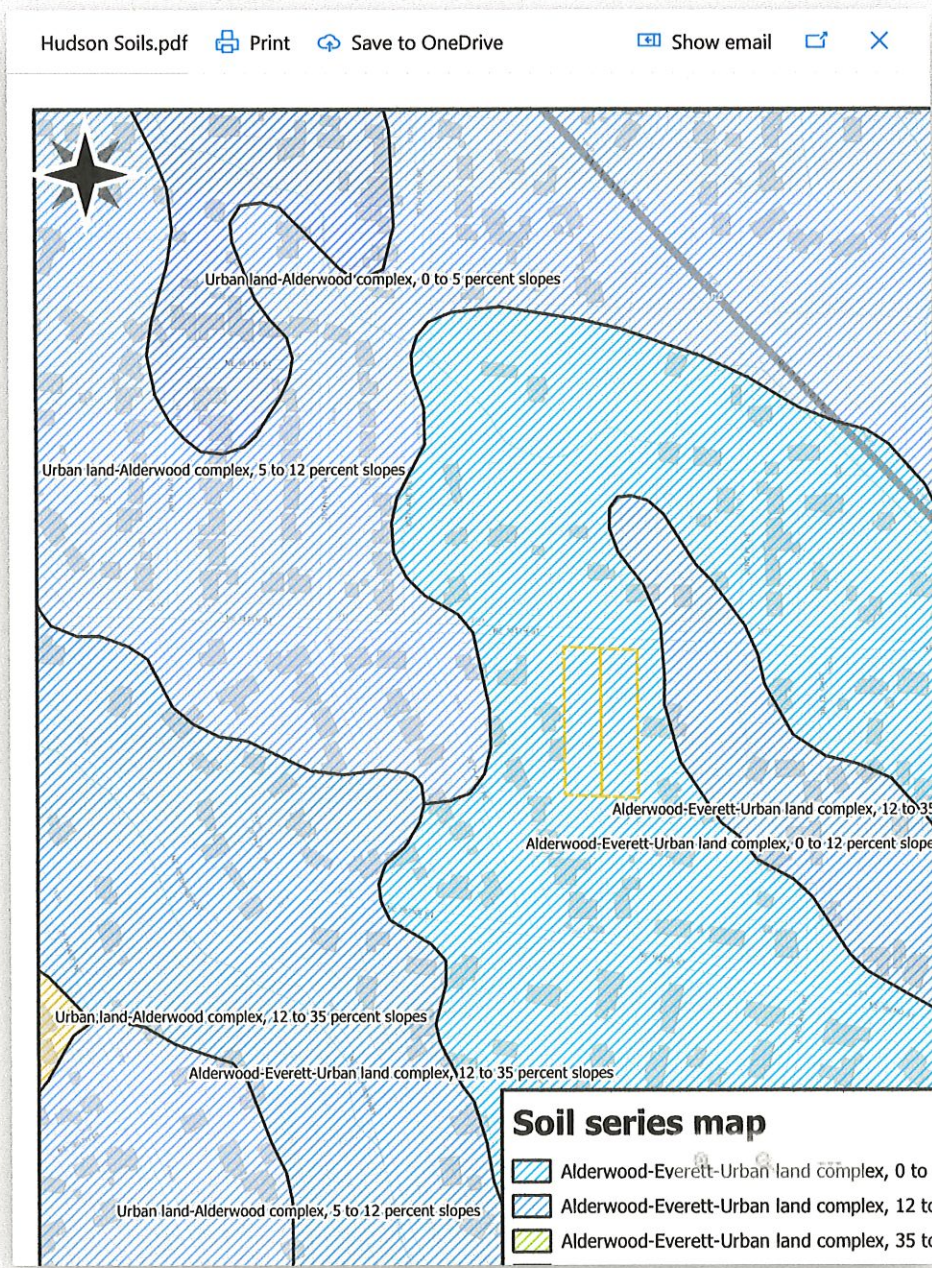 Hudson Soils.pdf Print Save to OneDrive Show email
Urban land-Alderwood complex, 0 to 5 percent slopes
Urban land-Alderwood complex, 5 to 12 percent slopes
Alderwood-Everett-Urban land complex, 12 to 35
Alderwood-Everett-Urban land complex, 0 to 12 percent slope
Urban land-Alderwood complex, 12 to 35 percent slopes
Alderwood-Everett-Urban land complex, 12 to 35 percent slopes
Urban land-Alderwood complex, 5 to 12 percent slopes
Soil series map
Alderwood-Everett-Urban land complex, 0 to
Alderwood-Everett-Urban land complex, 12 to
Alderwood-Everett-Urban land complex, 35 to